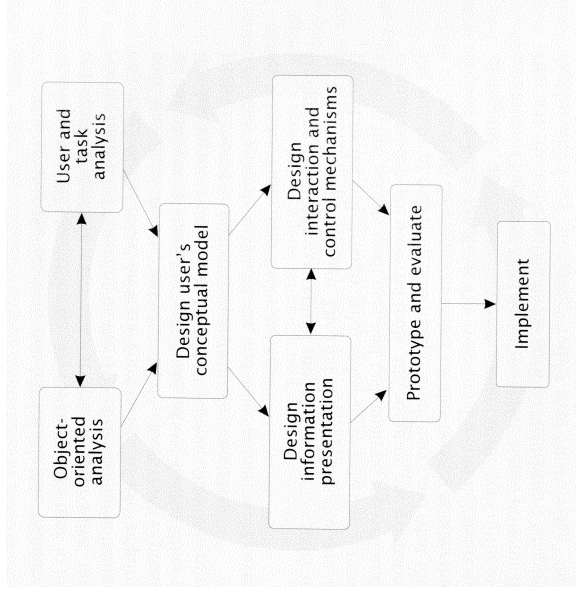 Object-
oriented
analysis
User and
task
analysis
Design user's
conceptual model
Design
information
presentation
Design
interaction and
control mechanisms
Prototype and evaluate
Implement